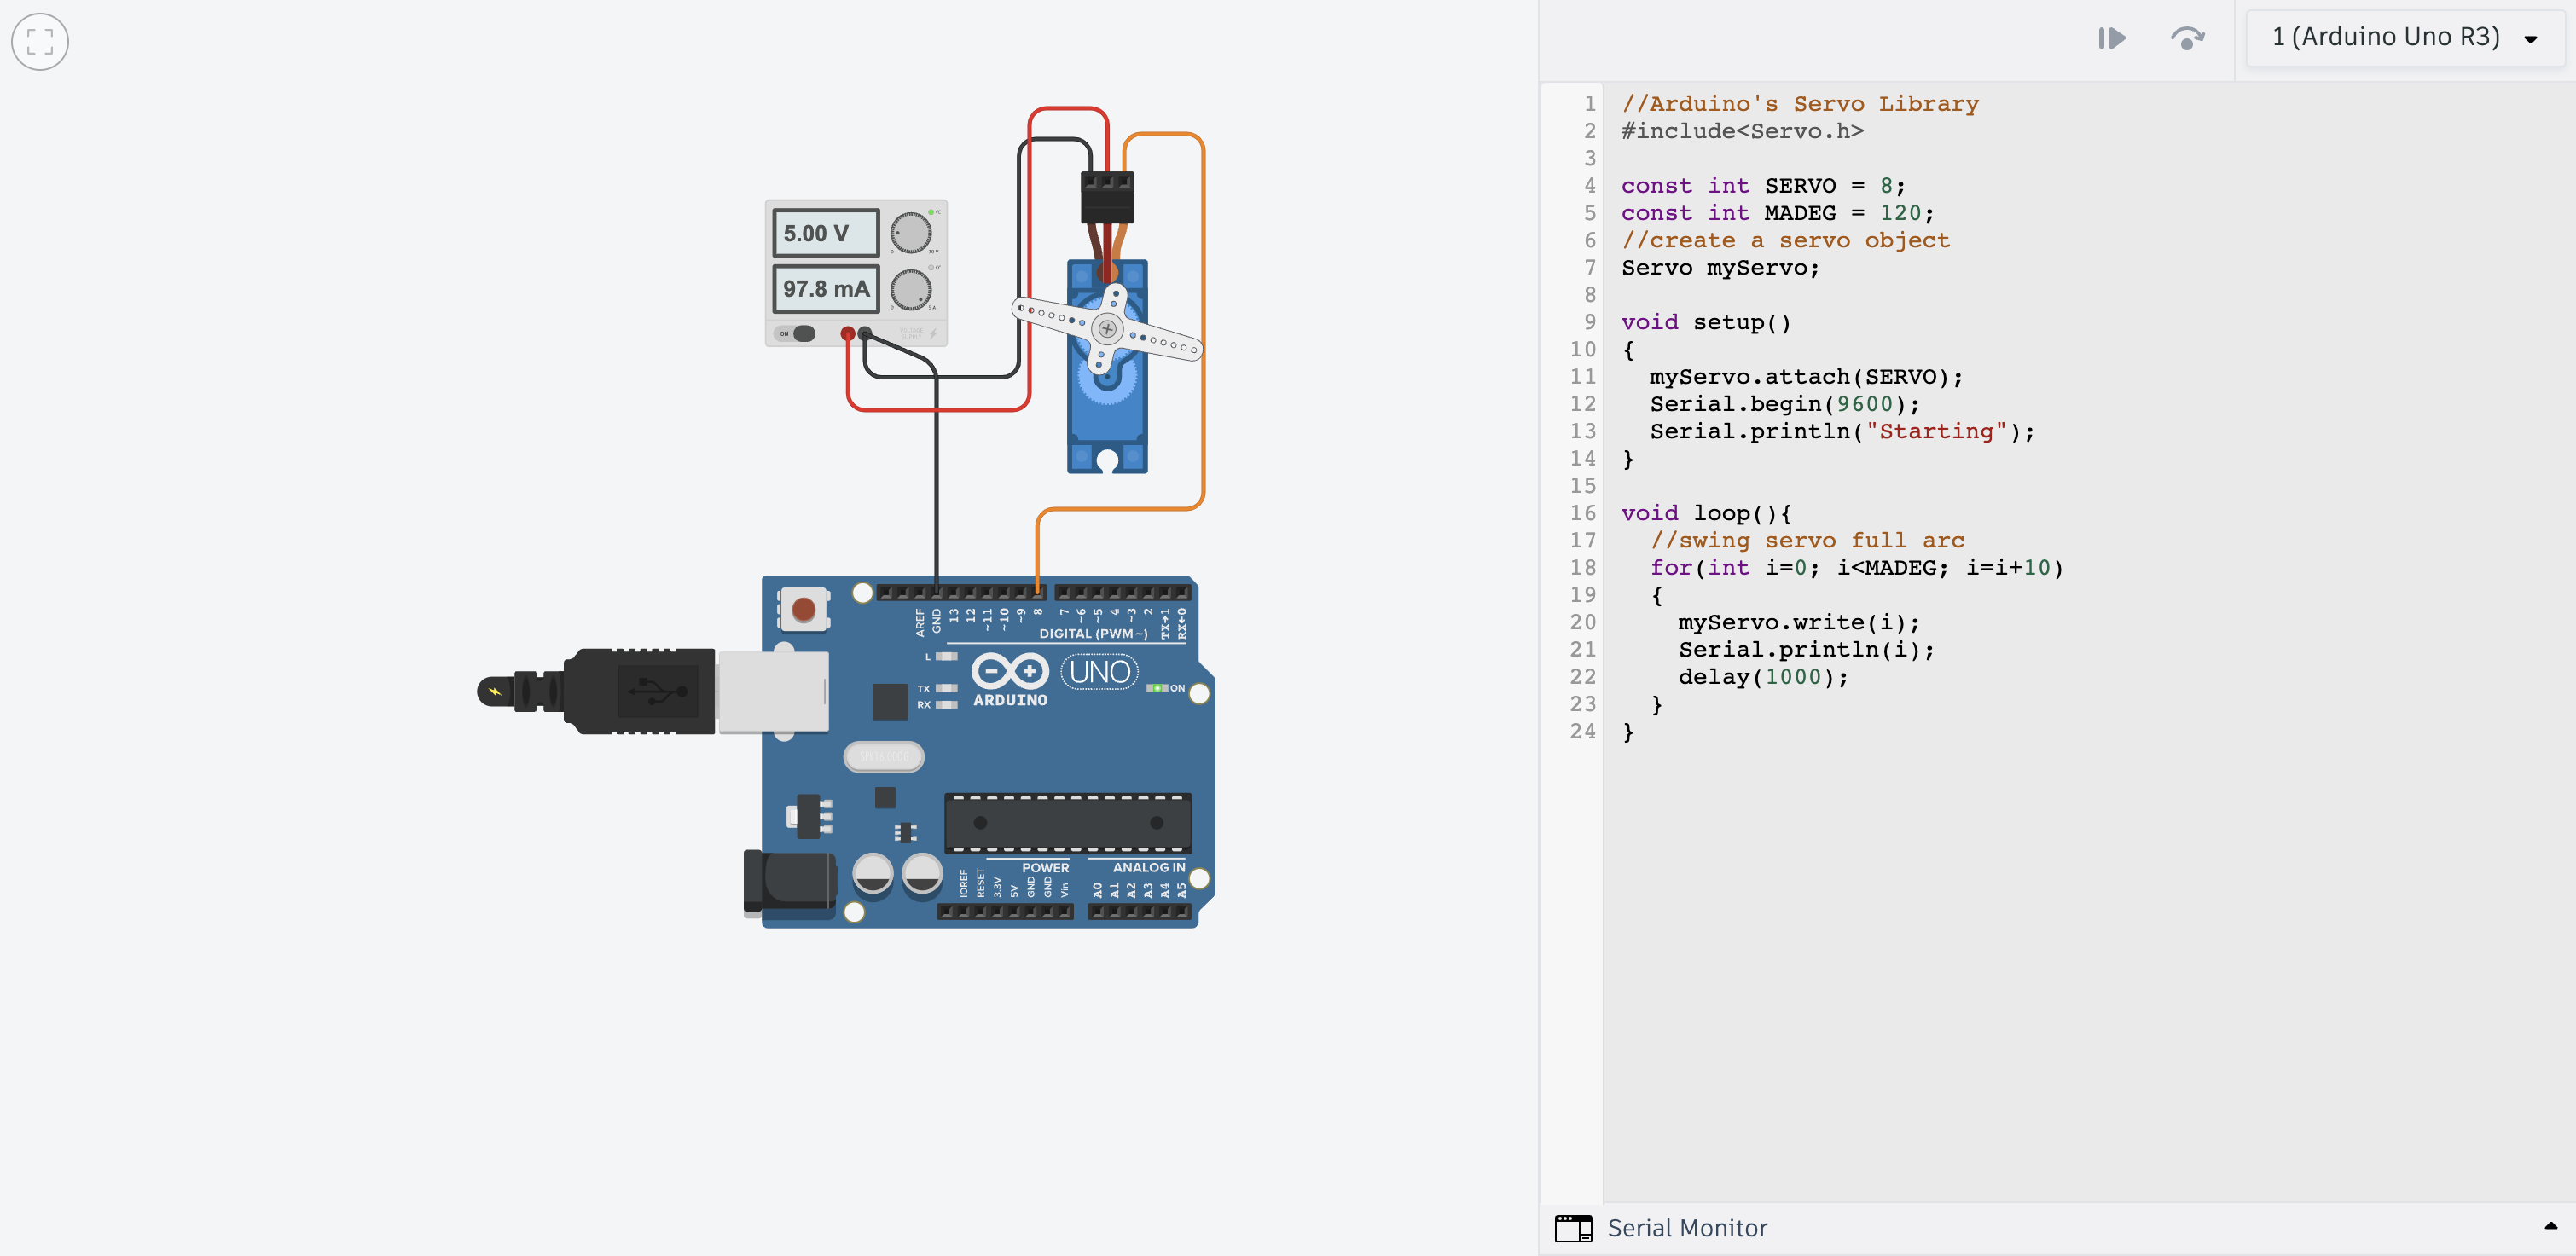 1 (Arduino Uno R3)
5.00 V
97.8 mA
ON
VOLTAGE
SUPPLY
AREF
GND
13
12
~11
~10
~9
8
7
~6
~5
4
~3
2
TX→1
RX←0
DIGITAL (PWM~)
L
TX
RX
UNO
ARDUINO
ON
POWER
ANALOG IN
IOREF
RESET
3.3V
5V
GND
GND
Vin
A0
A1
A2
A3
A4
A5
1 //Arduino's Servo Library
2 #include<Servo.h>
3
4 const int SERVO = 8;
5 const int MADEG = 120;
6 //create a servo object
7 Servo myServo;
8
9 void setup()
10 {
11   myServo.attach(SERVO);
12   Serial.begin(9600);
13   Serial.println("Starting");
14 }
15
16 void loop(){
17   //swing servo full arc
18   for(int i=0; i<MADEG; i=i+10)
19   {
20     myServo.write(i);
21     Serial.println(i);
22     delay(1000);
23   }
24 }
Serial Monitor